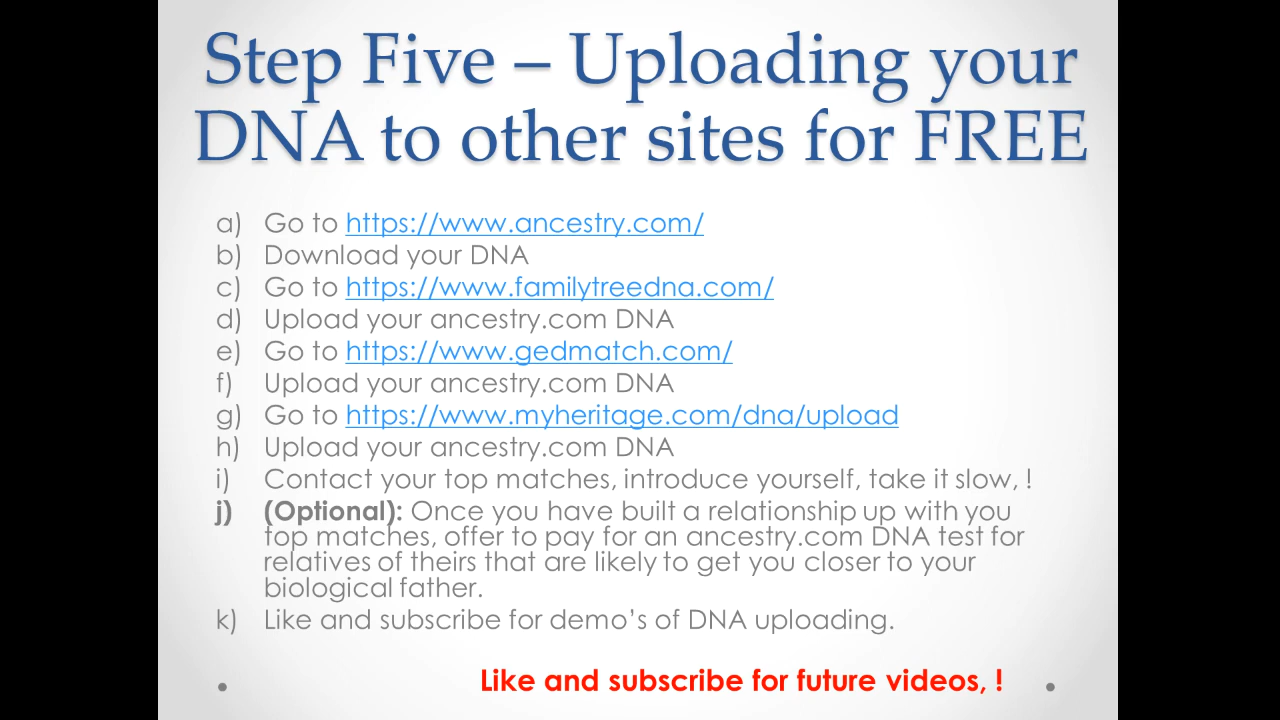 Step Five – Uploading your
DNA to other sites for FREE
a) Go to https://www.ancestry.com/
b) Download your DNA
c) Go to https://www.familytreedna.com/
d) Upload your ancestry.com DNA
e) Go to https://www.gedmatch.com/
f) Upload your ancestry.com DNA
g) Go to https://www.myheritage.com/dna/upload
h) Upload your ancestry.com DNA
i) Contact your top matches, introduce yourself, take it slow, !
j) (Optional): Once you have built a relationship up with you
top matches, offer to pay for an ancestry.com DNA test for
relatives of theirs that are likely to get you closer to your
biological father.
k) Like and subscribe for demo’s of DNA uploading.
Like and subscribe for future videos, !